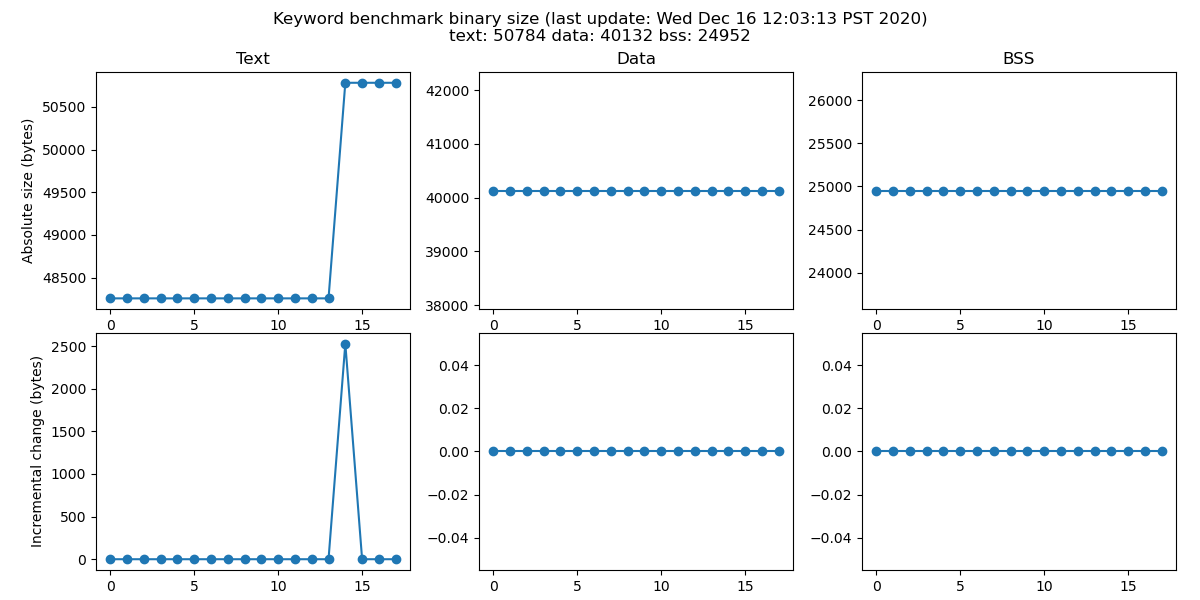 Keyword benchmark binary size (last update: Wed Dec 16 12:03:13 PST 2020)
text: 50784 data: 40132 bss: 24952
Text
Absolute size (bytes)
50500
50000
49500
49000
48500
0 5 10 15
Data
42000
41000
40000
39000
38000
0 5 10 15
BSS
26000
25500
25000
24500
24000
0 5 10 15
Incremental change (bytes)
2500
2000
1500
1000
500
0
0 5 10 15
0.04
0.02
0.00
−0.02
−0.04
0 5 10 15
0.04
0.02
0.00
−0.02
−0.04
0 5 10 15